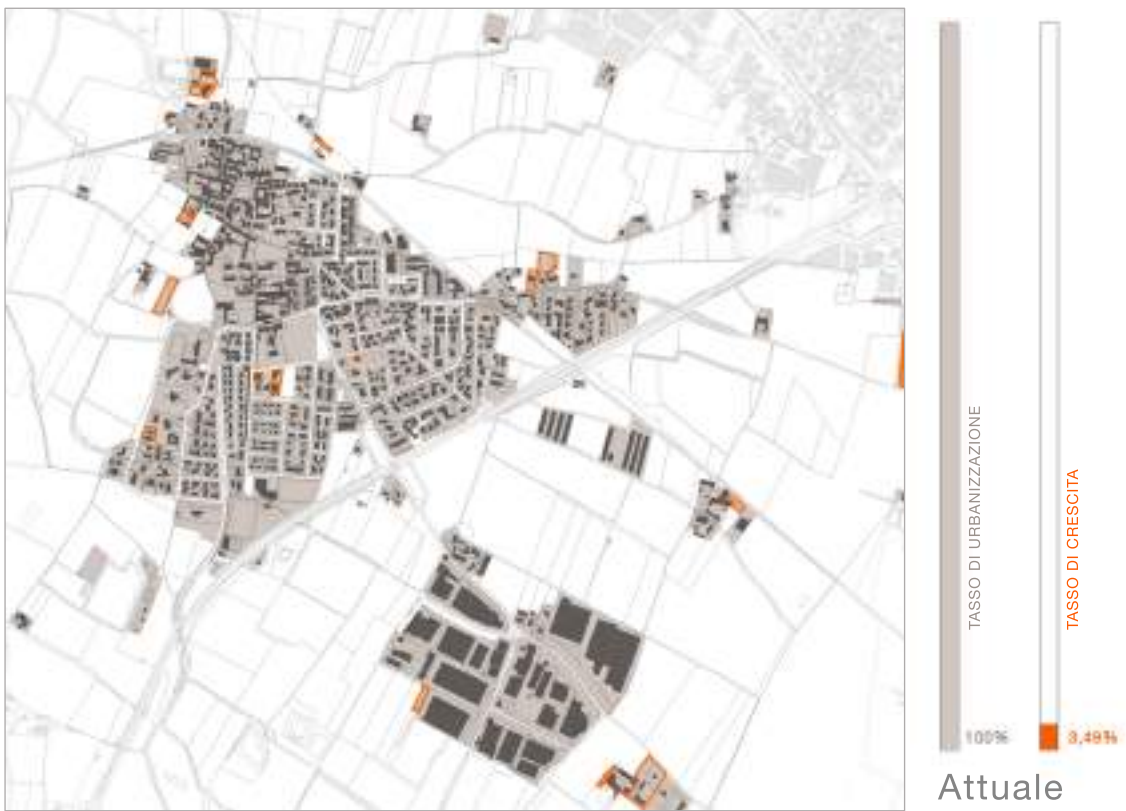 TASSO DI URBANIZZAZIONE
100%
TASSO DI CRESCITA
3,49%
Attuale